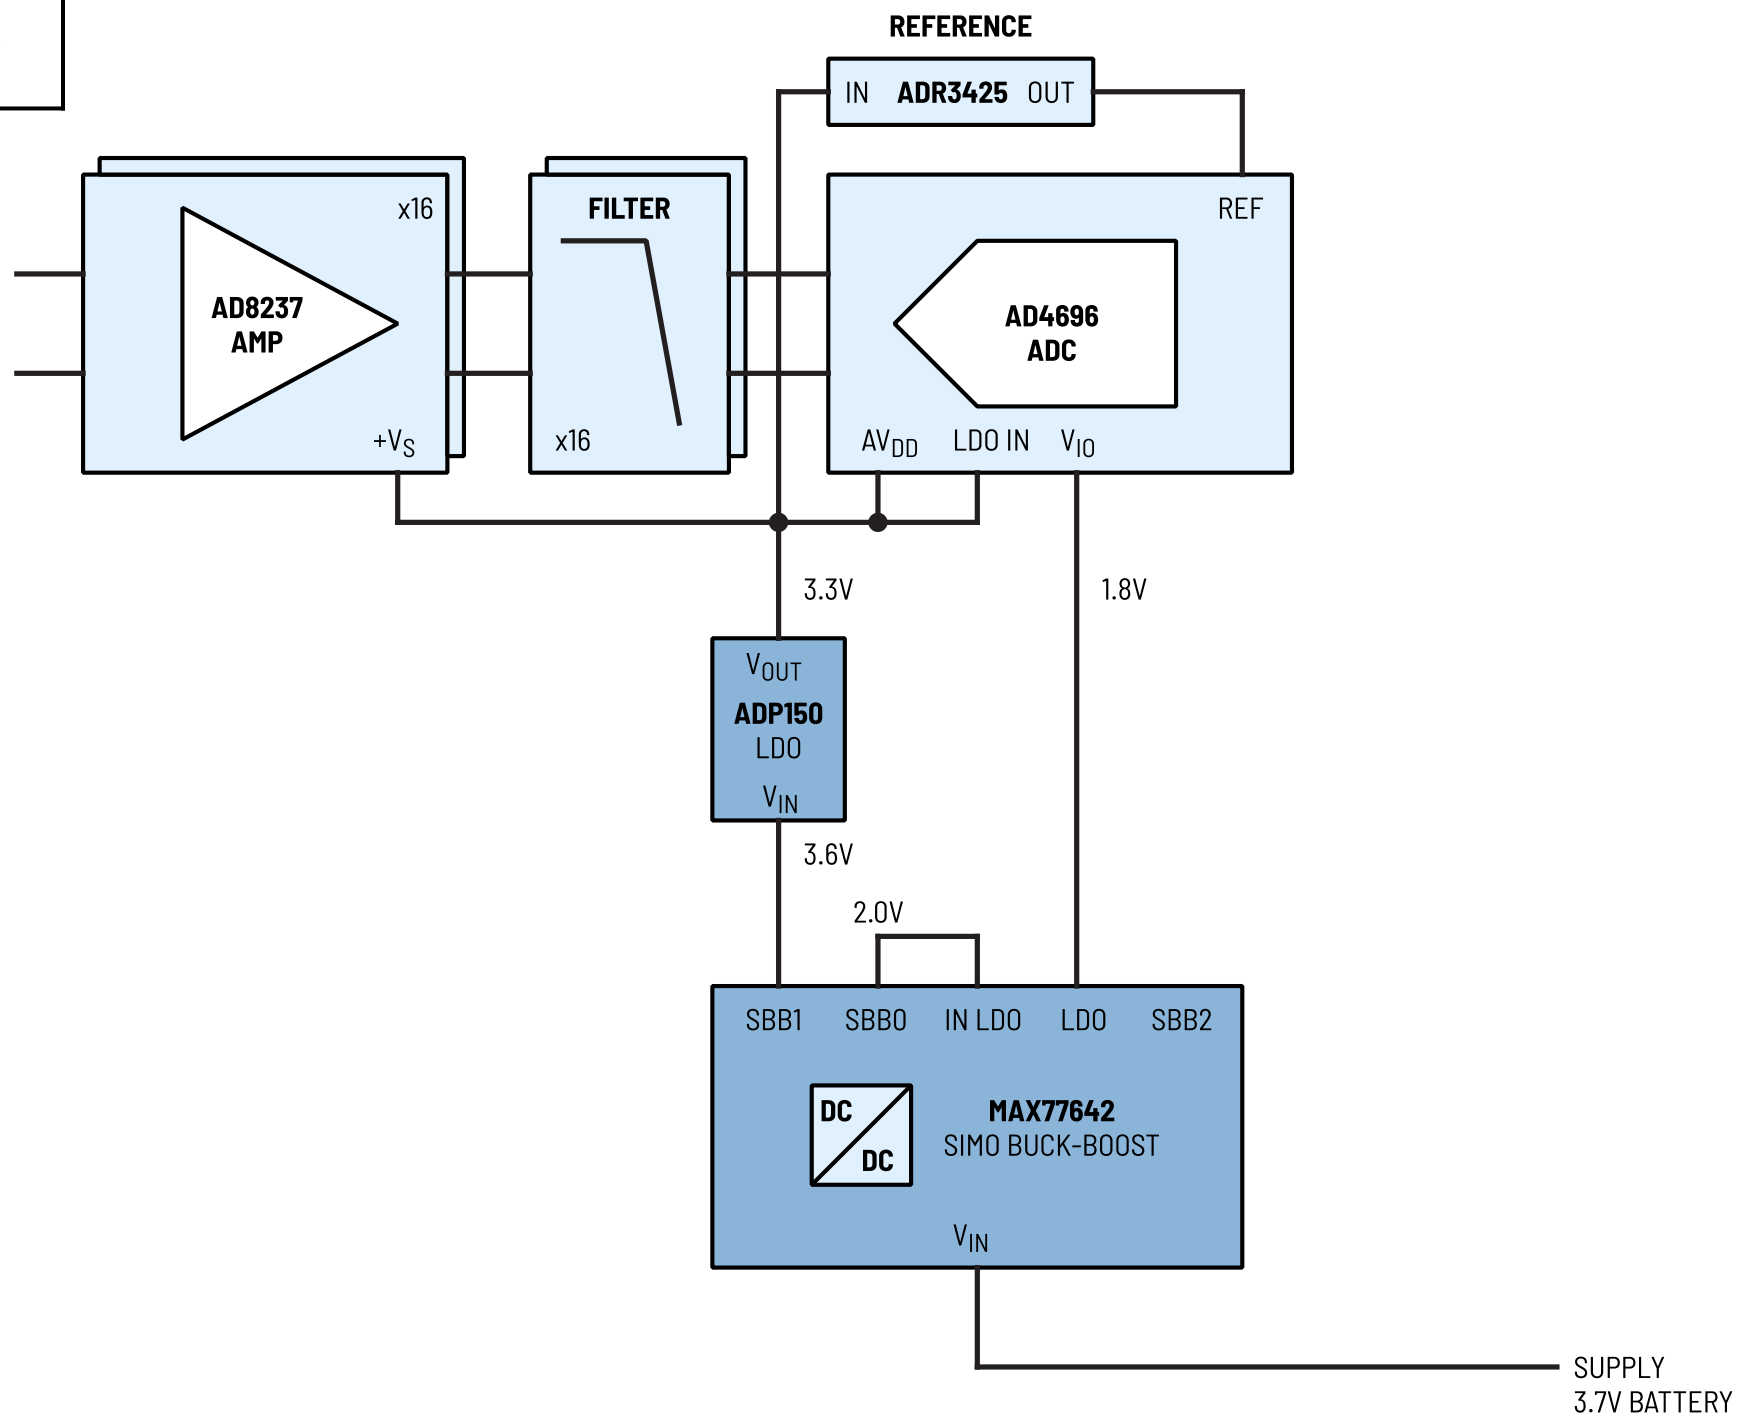 REFERENCE
IN ADR3425 OUT
x16
FILTER
REF
AD8237
AMP
AD4696
ADC
+VS
x16
AVDD LDO IN VIO
3.3V
1.8V
VOUT
ADP150
LDO
VIN
3.6V
2.0V
SBB1 SBB0 IN LDO LDO SBB2
DC
DC
MAX77642
SIMO BUCK-BOOST
VIN
SUPPLY
3.7V BATTERY